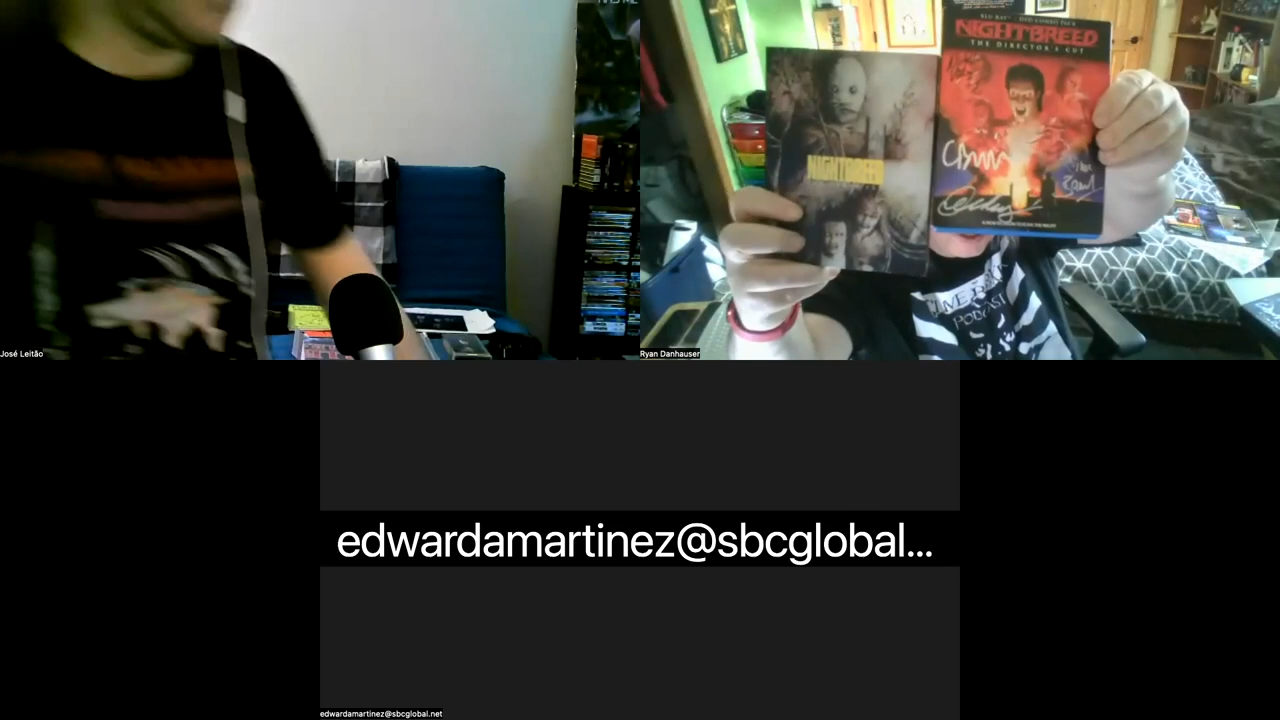 BLU-RAY + DVD COMBO PACK
NIGHTBREED
THE DIRECTOR'S CUT
NIGHTBREED
PODCAST
José Leitão
Ryan Danhauser
edwardamartinez@sbcglobal...
edwardamartinez@sbcglobal.net